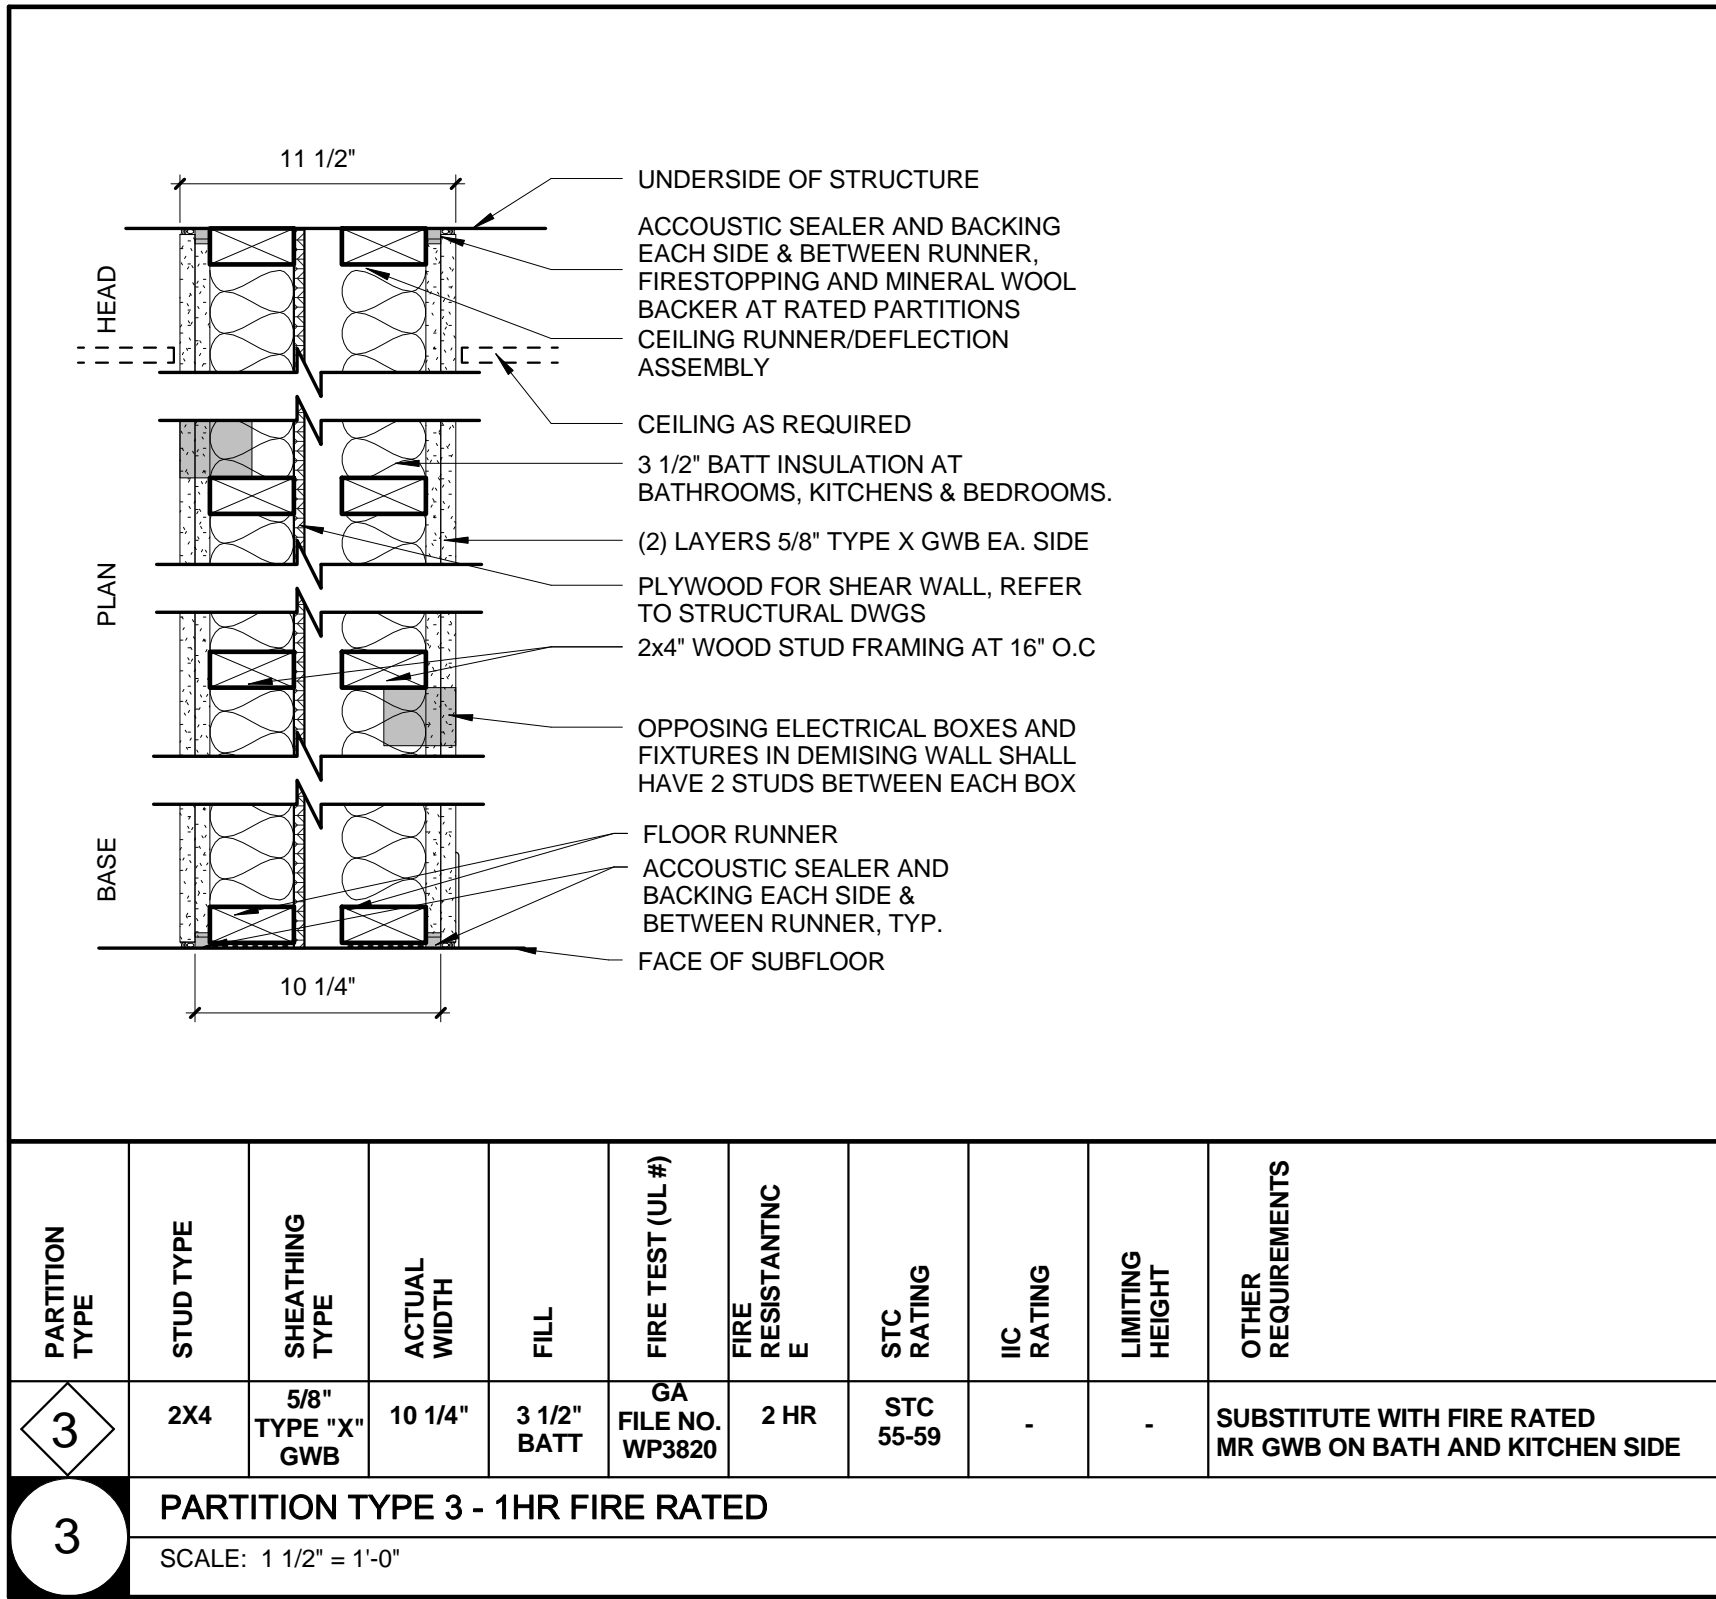 11 1/2"
UNDERSIDE OF STRUCTURE
ACCOUSTIC SEALER AND BACKING
EACH SIDE & BETWEEN RUNNER,
FIRESTOPPING AND MINERAL WOOL
BACKER AT RATED PARTITIONS
CEILING RUNNER/DEFLECTION
ASSEMBLY
CEILING AS REQUIRED
3 1/2" BATT INSULATION AT
BATHROOMS, KITCHENS & BEDROOMS.
(2) LAYERS 5/8" TYPE X GWB EA. SIDE
PLYWOOD FOR SHEAR WALL, REFER
TO STRUCTURAL DWGS
2x4" WOOD STUD FRAMING AT 16" O.C
OPPOSING ELECTRICAL BOXES AND
FIXTURES IN DEMISING WALL SHALL
HAVE 2 STUDS BETWEEN EACH BOX
FLOOR RUNNER
ACCOUSTIC SEALER AND
BACKING EACH SIDE &
BETWEEN RUNNER, TYP.
FACE OF SUBFLOOR
HEAD
PLAN
BASE
10 1/4"
PARTITION
TYPE
STUD TYPE
SHEATHING
TYPE
ACTUAL
WIDTH
FILL
FIRE TEST (UL #)
FIRE
RESISTANTNC
E
STC
RATING
IIC
RATING
LIMITING
HEIGHT
OTHER
REQUIREMENTS
3
2X4
5/8"
TYPE "X"
GWB
10 1/4"
3 1/2"
BATT
GA
FILE NO.
WP3820
2 HR
STC
55-59
-
-
SUBSTITUTE WITH FIRE RATED
MR GWB ON BATH AND KITCHEN SIDE
3
PARTITION TYPE 3 - 1HR FIRE RATED
SCALE: 1 1/2" = 1'-0"